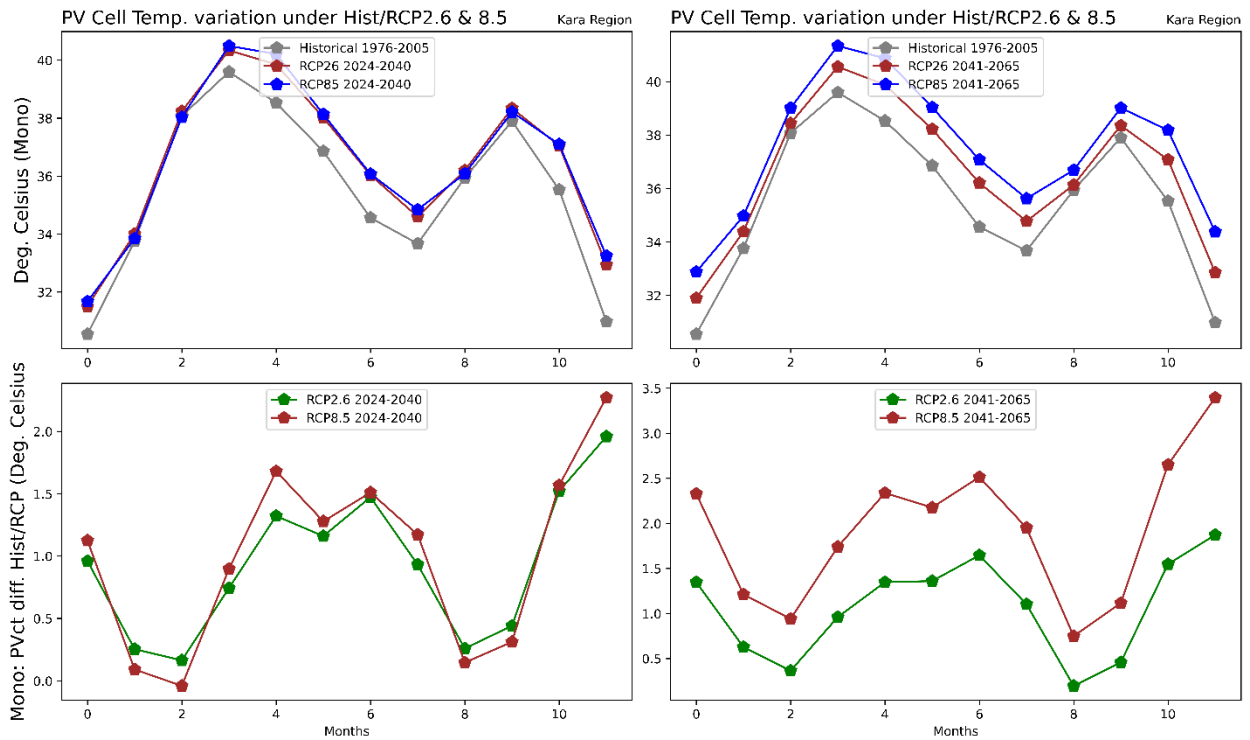 PV Cell Temp. variation under Hist/RCP2.6 & 8.5
Kara Region
Deg. Celsius (Mono)
40
38
36
34
32
Historical 1976-2005
RCP26 2024-2040
RCP85 2024-2040
0 2 4 6 8 10
PV Cell Temp. variation under Hist/RCP2.6 & 8.5
Kara Region
40
38
36
34
32
Historical 1976-2005
RCP26 2041-2065
RCP85 2041-2065
0 2 4 6 8 10
Mono: PVct diff. Hist/RCP (Deg. Celsius
2.0
1.5
1.0
0.5
0.0
RCP2.6 2024-2040
RCP8.5 2024-2040
0 2 4 6 8 10
Months
3.5
3.0
2.5
2.0
1.5
1.0
0.5
RCP2.6 2041-2065
RCP8.5 2041-2065
0 2 4 6 8 10
Months